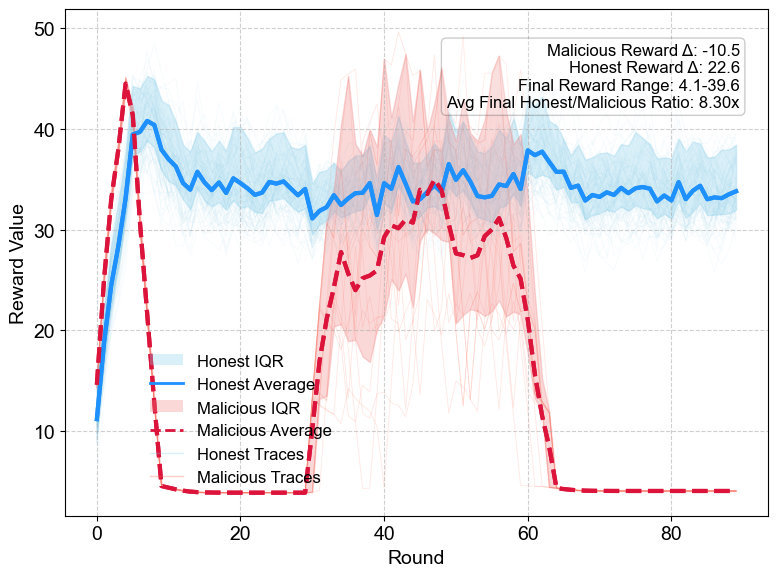 50
40
30
20
10
Reward Value
Malicious Reward Δ: -10.5
Honest Reward Δ: 22.6
Final Reward Range: 4.1-39.6
Avg Final Honest/Malicious Ratio: 8.30x
Honest IQR
Honest Average
Malicious IQR
Malicious Average
Honest Traces
Malicious Traces
0 20 40 60 80
Round